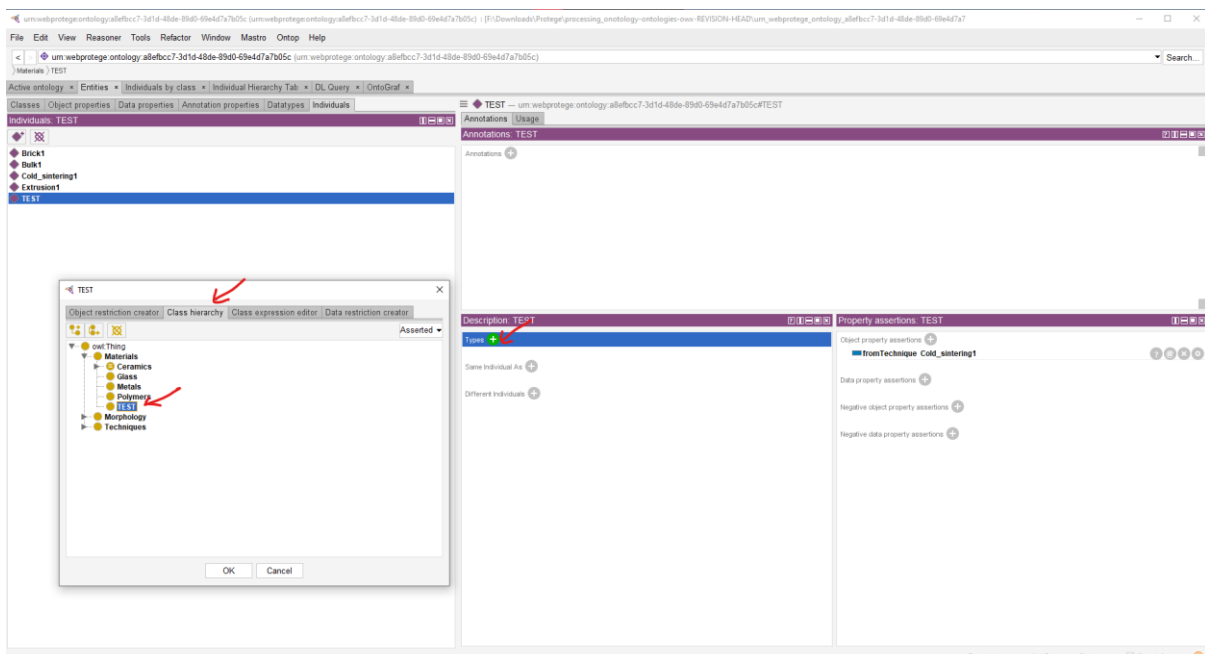 urn:webprotege:ontology:a8efbcc7-3d1d-48de-89d0-69e4d7a7b05c (urn:webprotege:ontology:a8efbcc7-3d1d-48de-89d0-69e4d7a7b05c) : [F:\Downloads\Protege\processing_onotology-ontologies-owx-REVISION-HEAD\urn_webprotege_ontology_a8efbcc7-3d1d-48de-89d0-69e4d7a7
File Edit View Reasoner Tools Refactor Window Mastro Ontop Help
< > urn:webprotege:ontology:a8efbcc7-3d1d-48de-89d0-69e4d7a7b05c (urn:webprotege:ontology:a8efbcc7-3d1d-48de-89d0-69e4d7a7b05c) Search...
Materials TEST
Active ontology × Entities × Individuals by class × Individual Hierarchy Tab × DL Query × OntoGraf ×
Classes Object properties Data properties Annotation properties Datatypes Individuals
Individuals: TEST
Brick1
Bulk1
Cold_sintering1
Extrusion1
TEST
TEST — urn:webprotege:ontology:a8efbcc7-3d1d-48de-89d0-69e4d7a7b05c#TEST
Annotations Usage
Annotations: TEST
Annotations
TEST
Object restriction creator Class hierarchy Class expression editor Data restriction creator
Asserted
owl:Thing
Materials
Ceramics
Glass
Metals
Polymers
TEST
Morphology
Techniques
OK Cancel
Description: TEST
Types
Same Individual As
Different Individuals
Property assertions: TEST
Object property assertions
fromTechnique Cold_sintering1
Data property assertions
Negative object property assertions
Negative data property assertions